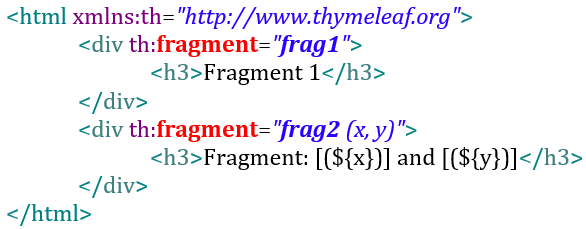 <html xmlns:th="http://www.thymeleaf.org">
<div th:fragment="frag1">
<h3>Fragment 1</h3>
</div>
<div th:fragment="frag2 (x, y)">
<h3>Fragment: [(${x})] and [(${y})]</h3>
</div>
</html>